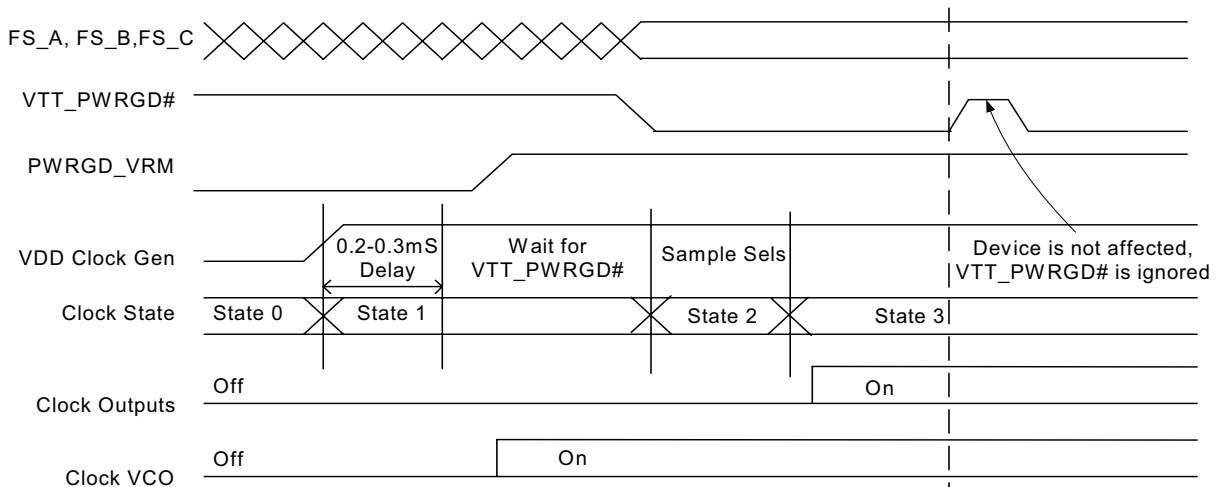 FS_A, FS_B,FS_C
VTT_PWRGD#
PWRGD_VRM
VDD Clock Gen
0.2-0.3mS
Delay
Wait for
VTT_PWRGD#
Sample Sels
Device is not affected,
VTT_PWRGD# is ignored
Clock State
State 0
State 1
State 2
State 3
Clock Outputs
Off
On
Clock VCO
Off
On